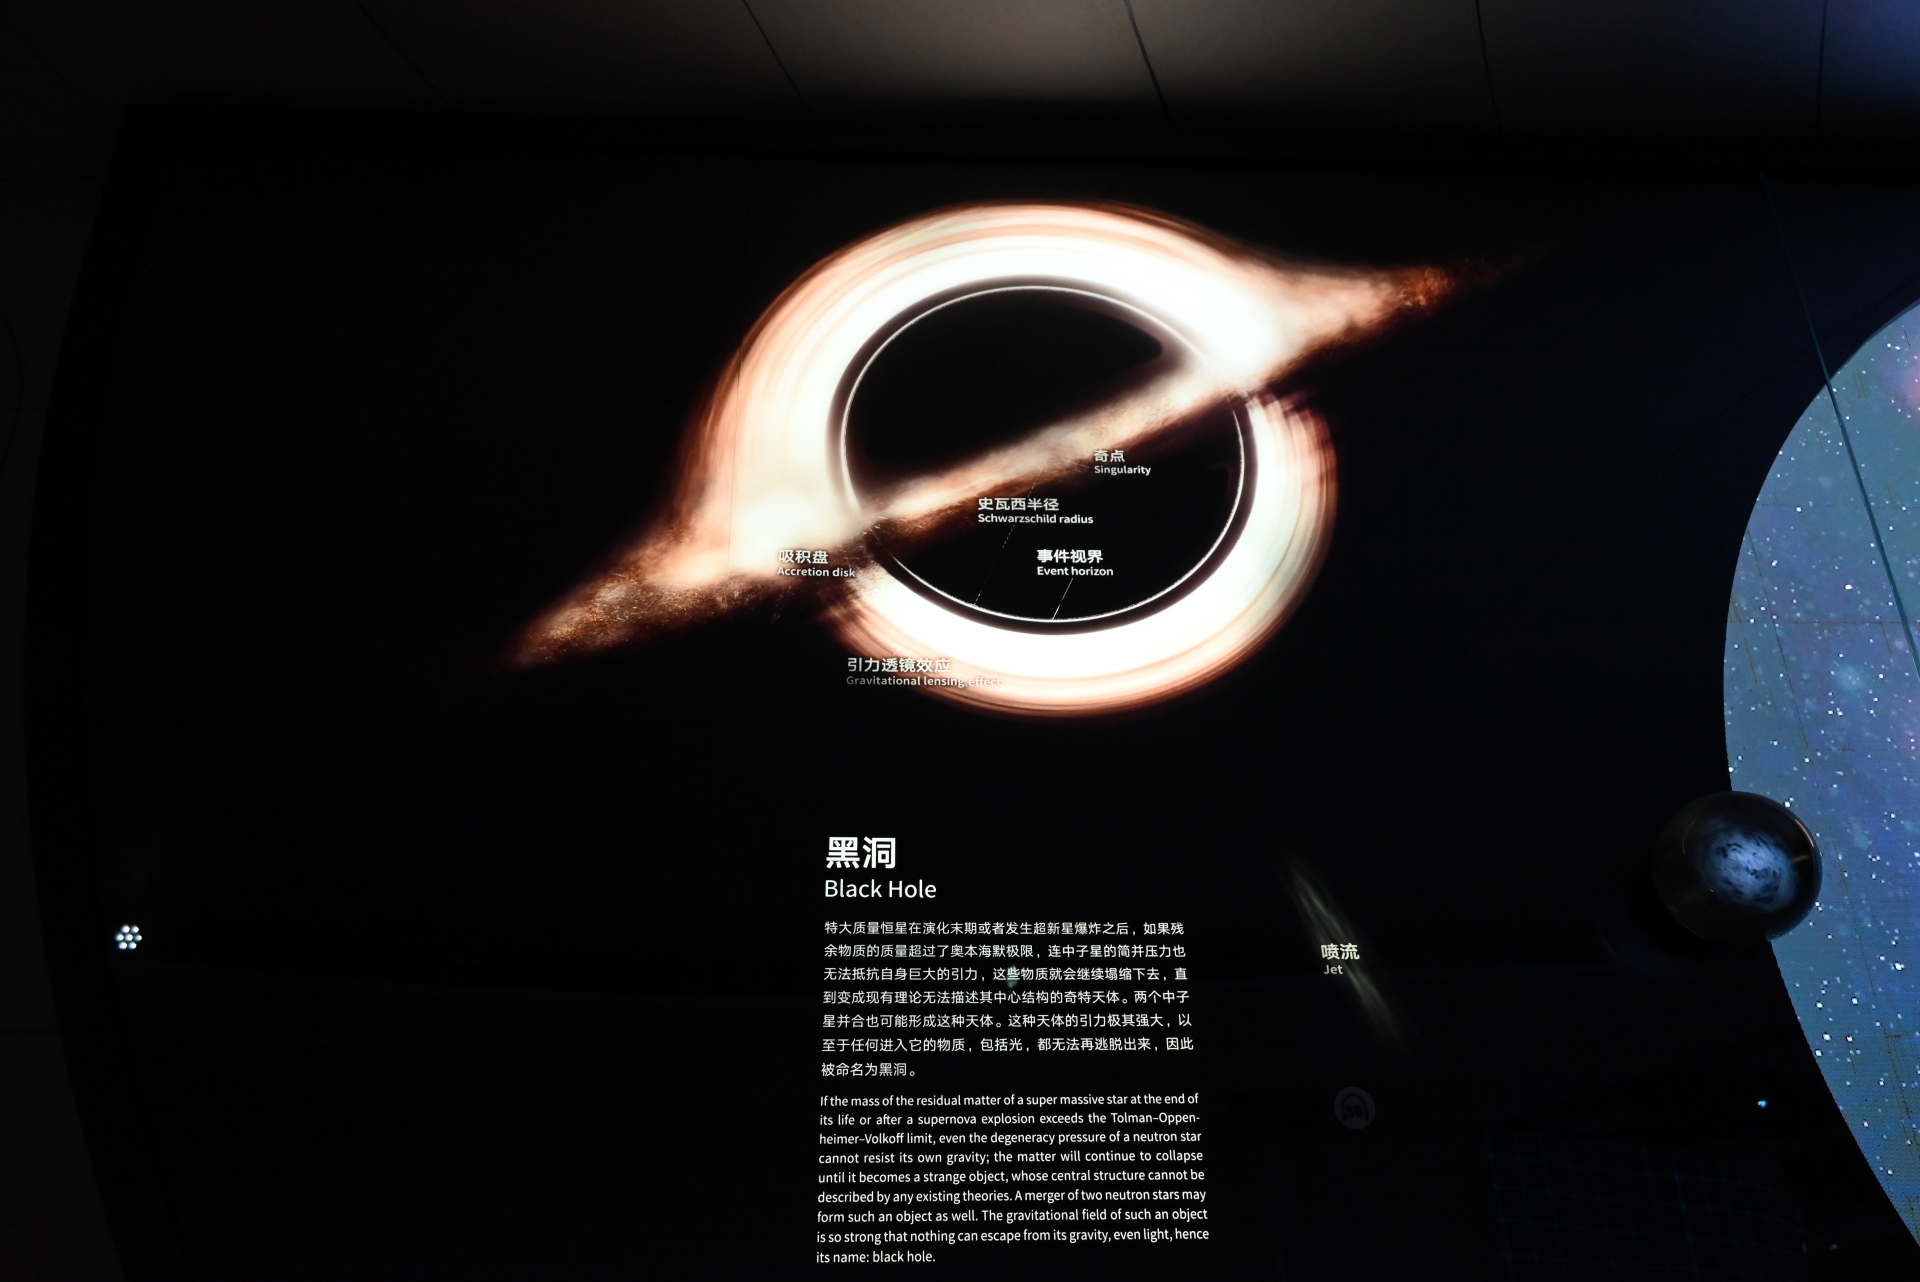 奇点
Singularity
史瓦西半径
Schwarzschild radius
吸积盘
Accretion disk
事件视界
Event horizon
引力透镜效应
Gravitational lensing effect
黑洞
Black Hole
特大质量恒星在演化末期或者发生超新星爆炸之后，如果残
余物质的质量超过了奥本海默极限，连中子星的简并压力也
无法抵抗自身巨大的引力，这些物质就会继续塌缩下去，直
到变成现有理论无法描述其中心结构的奇特天体。两个中子
星并合也可能形成这种天体。这种天体的引力极其强大，以
至于任何进入它的物质，包括光，都无法再逃脱出来，因此
被命名为黑洞。
If the mass of the residual matter of a super massive star at the end of
its life or after a supernova explosion exceeds the Tolman–Oppen-
heimer–Volkoff limit, even the degeneracy pressure of a neutron star
cannot resist its own gravity; the matter will continue to collapse
until it becomes a strange object, whose central structure cannot be
described by any existing theories. A merger of two neutron stars may
form such an object as well. The gravitational field of such an object
is so strong that nothing can escape from its gravity, even light, hence
its name: black hole.
喷流
Jet